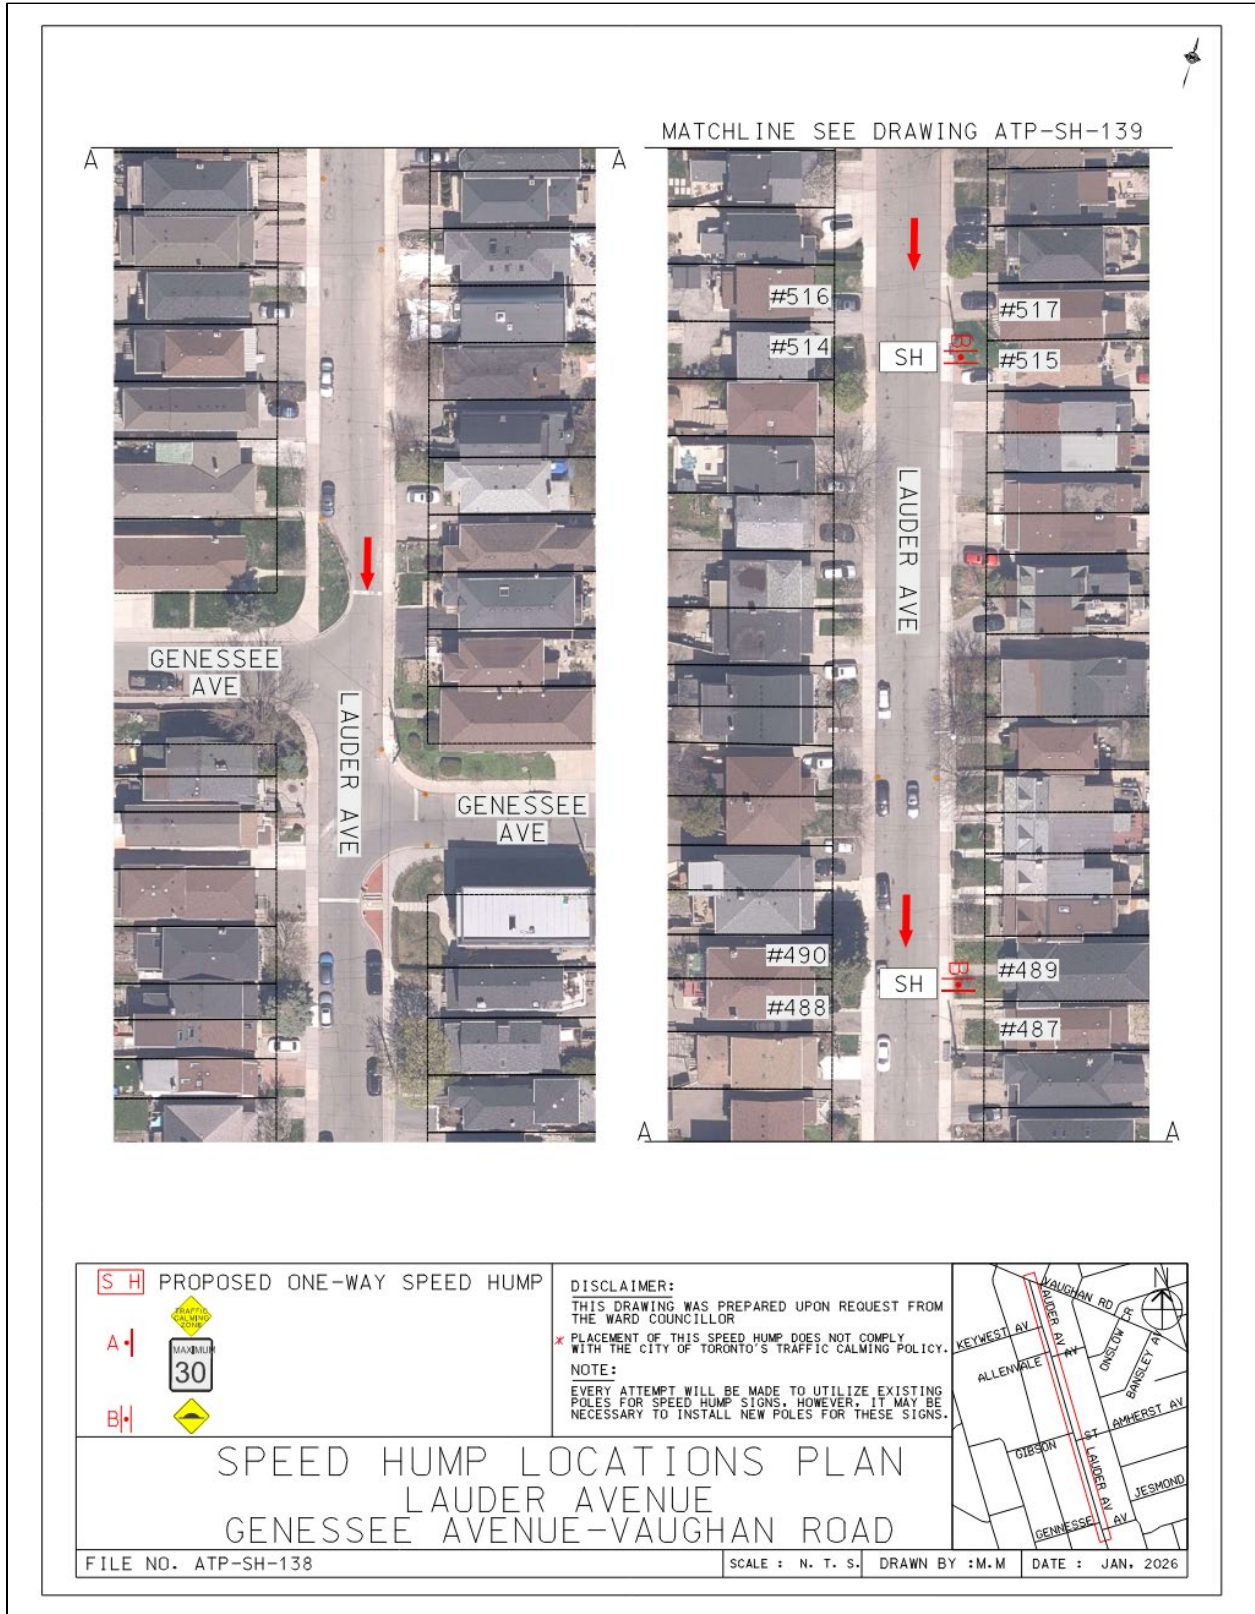 MATCHLINE SEE DRAWING ATP-SH-139
A
A
#516
#517
#514
SH
B
#515
LAUDER AVE
GENESSEE
AVE
LAUDER AVE
GENESSEE
AVE
#490
#489
SH
B
#488
#487
A
A
S H PROPOSED ONE-WAY SPEED HUMP
TRAFFIC
CALMING
ZONE
A
MAXIMUM
30
B
DISCLAIMER:
THIS DRAWING WAS PREPARED UPON REQUEST FROM
THE WARD COUNCILLOR
* PLACEMENT OF THIS SPEED HUMP DOES NOT COMPLY
WITH THE CITY OF TORONTO'S TRAFFIC CALMING POLICY.
NOTE:
EVERY ATTEMPT WILL BE MADE TO UTILIZE EXISTING
POLES FOR SPEED HUMP SIGNS. HOWEVER, IT MAY BE
NECESSARY TO INSTALL NEW POLES FOR THESE SIGNS.
N
VAUGHAN RD
LAUDER AV
KEYWEST AV
ONSLOW CR
ALLENVALE AV
BANSLEY AV
AMHERST AV
GIBSON ST
LAUDER AV
JESMOND
GENNESSE AV
SPEED HUMP LOCATIONS PLAN
LAUDER AVENUE
GENESSEE AVENUE-VAUGHAN ROAD
FILE NO. ATP-SH-138
SCALE : N. T. S.
DRAWN BY :M.M
DATE : JAN, 2026